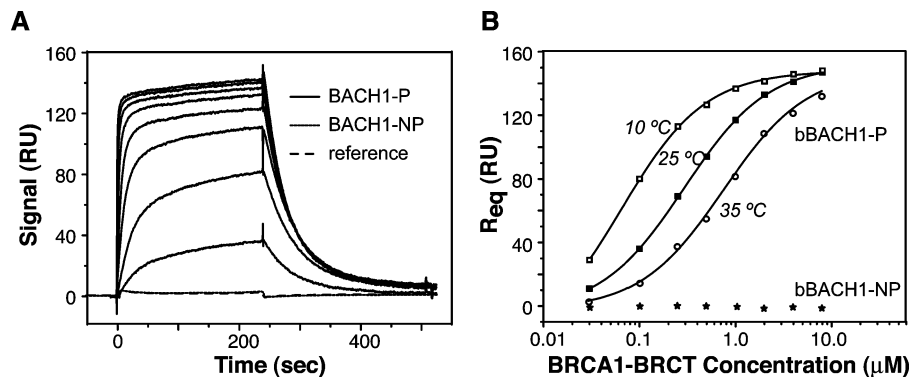 A
160
120
80
40
0
Signal (RU)
0
200
400
Time (sec)
BACH1-P
BACH1-NP
reference
B
160
120
80
40
0
Req (RU)
10 ºC
25 ºC
35 ºC
bBACH1-P
bBACH1-NP
0.01
0.1
1.0
10.0
BRCA1-BRCT Concentration (μM)